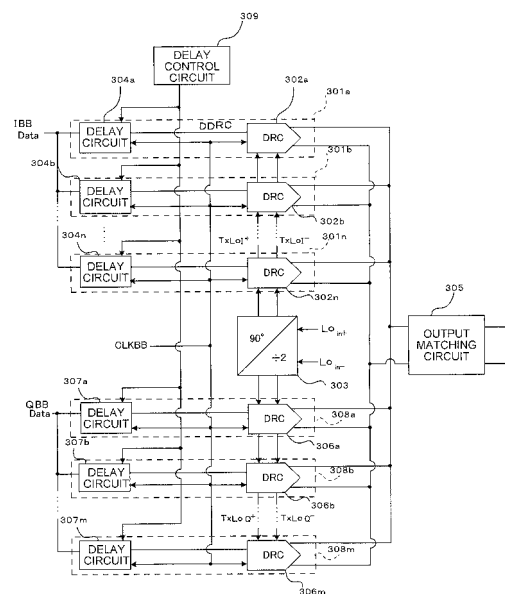 309
DELAY
CONTROL
CIRCUIT
304a
302a
301a
IBB
Data
DELAY
CIRCUIT
DDRC
DRC
304b
301b
DELAY
CIRCUIT
DRC
302b
304n
TxLoI+
TxLoI-
301n
DELAY
CIRCUIT
DRC
302n
305
OUTPUT
MATCHING
CIRCUIT
CLKBB
90°
÷2
Loint+
Loin-
303
307a
QBB
Data
DELAY
CIRCUIT
DRC
308a
307b
306a
DELAY
CIRCUIT
DRC
308b
306b
307m
TxLoQ+
TxLoQ-
DELAY
CIRCUIT
DRC
308m
306m